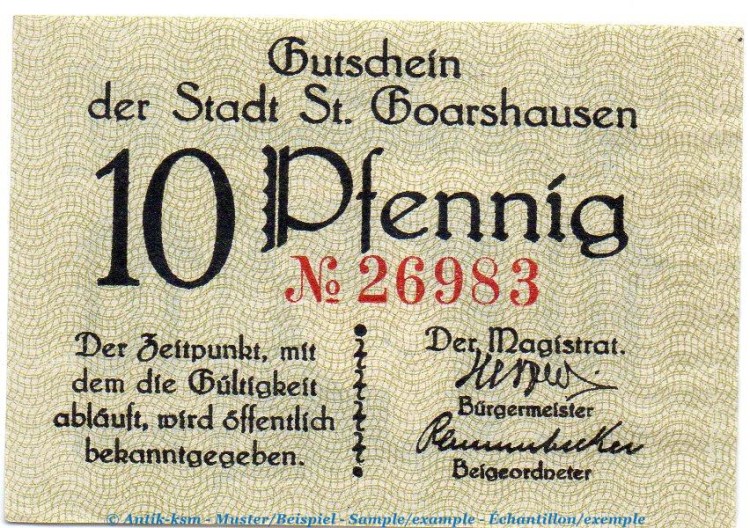 Gutschein
der Stadt St. Goarshausen
10 Pfennig
№ 26983
Der Zeitpunkt, mit
dem die Gültigkeit
abläuft, wird öffentlich
bekanntgegeben.
Der Magistrat.
Bürgermeister
Beigeordneter
© Antik-ksm - Muster/Beispiel - Sample/example - Échantillon/exemple